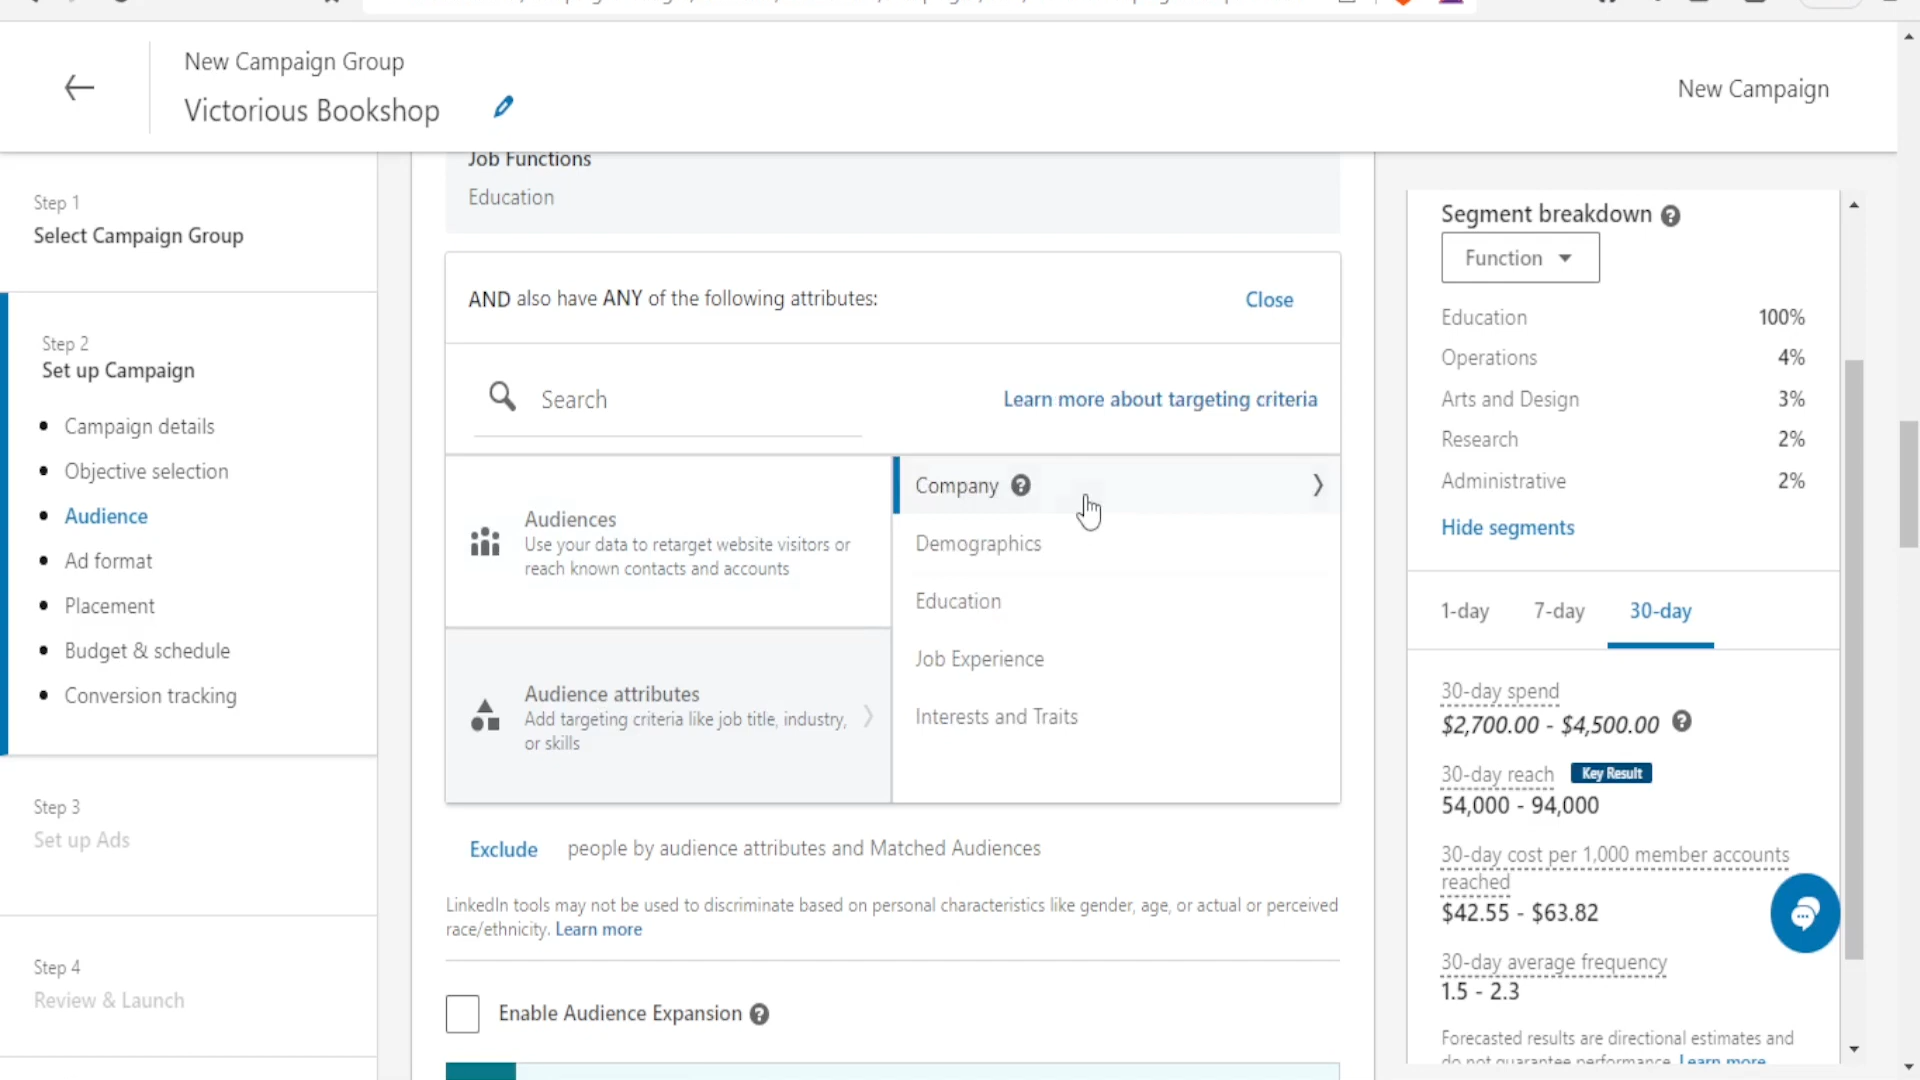 New Campaign Group
Victorious Bookshop
New Campaign
Step 1
Select Campaign Group
Step 2
Set up Campaign
Campaign details
Objective selection
Audience
Ad format
Placement
Budget & schedule
Conversion tracking
Step 3
Set up Ads
Step 4
Review & Launch
Job Functions
Education
AND also have ANY of the following attributes:
Close
Search
Learn more about targeting criteria
Audiences
Use your data to retarget website visitors or
reach known contacts and accounts
Audience attributes
Add targeting criteria like job title, industry,
or skills
Company
Demographics
Education
Job Experience
Interests and Traits
Exclude people by audience attributes and Matched Audiences
LinkedIn tools may not be used to discriminate based on personal characteristics like gender, age, or actual or perceived
race/ethnicity. Learn more
Enable Audience Expansion
Segment breakdown
Function
Education 100%
Operations 4%
Arts and Design 3%
Research 2%
Administrative 2%
Hide segments
1-day 7-day 30-day
30-day spend
$2,700.00 - $4,500.00
30-day reach Key Result
54,000 - 94,000
30-day cost per 1,000 member accounts
reached
$42.55 - $63.82
30-day average frequency
1.5 - 2.3
Forecasted results are directional estimates and
do not guarantee performance. Learn more